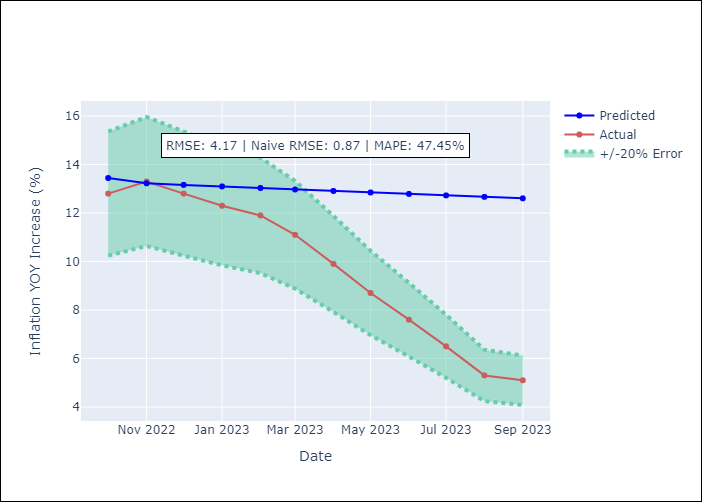 16
14
12
10
8
6
4
Inflation YOY Increase (%)
RMSE: 4.17 | Naive RMSE: 0.87 | MAPE: 47.45%
Predicted
Actual
+/-20% Error
Nov 2022 Jan 2023 Mar 2023 May 2023 Jul 2023 Sep 2023
Date